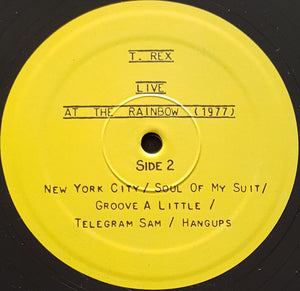 T. REX
LIVE
AT THE RAINBOW (1977)
SIDE 2
NEW YORK CITY / SOUL OF MY SUIT /
GROOVE A LITTLE /
TELEGRAM SAM / HANGUPS